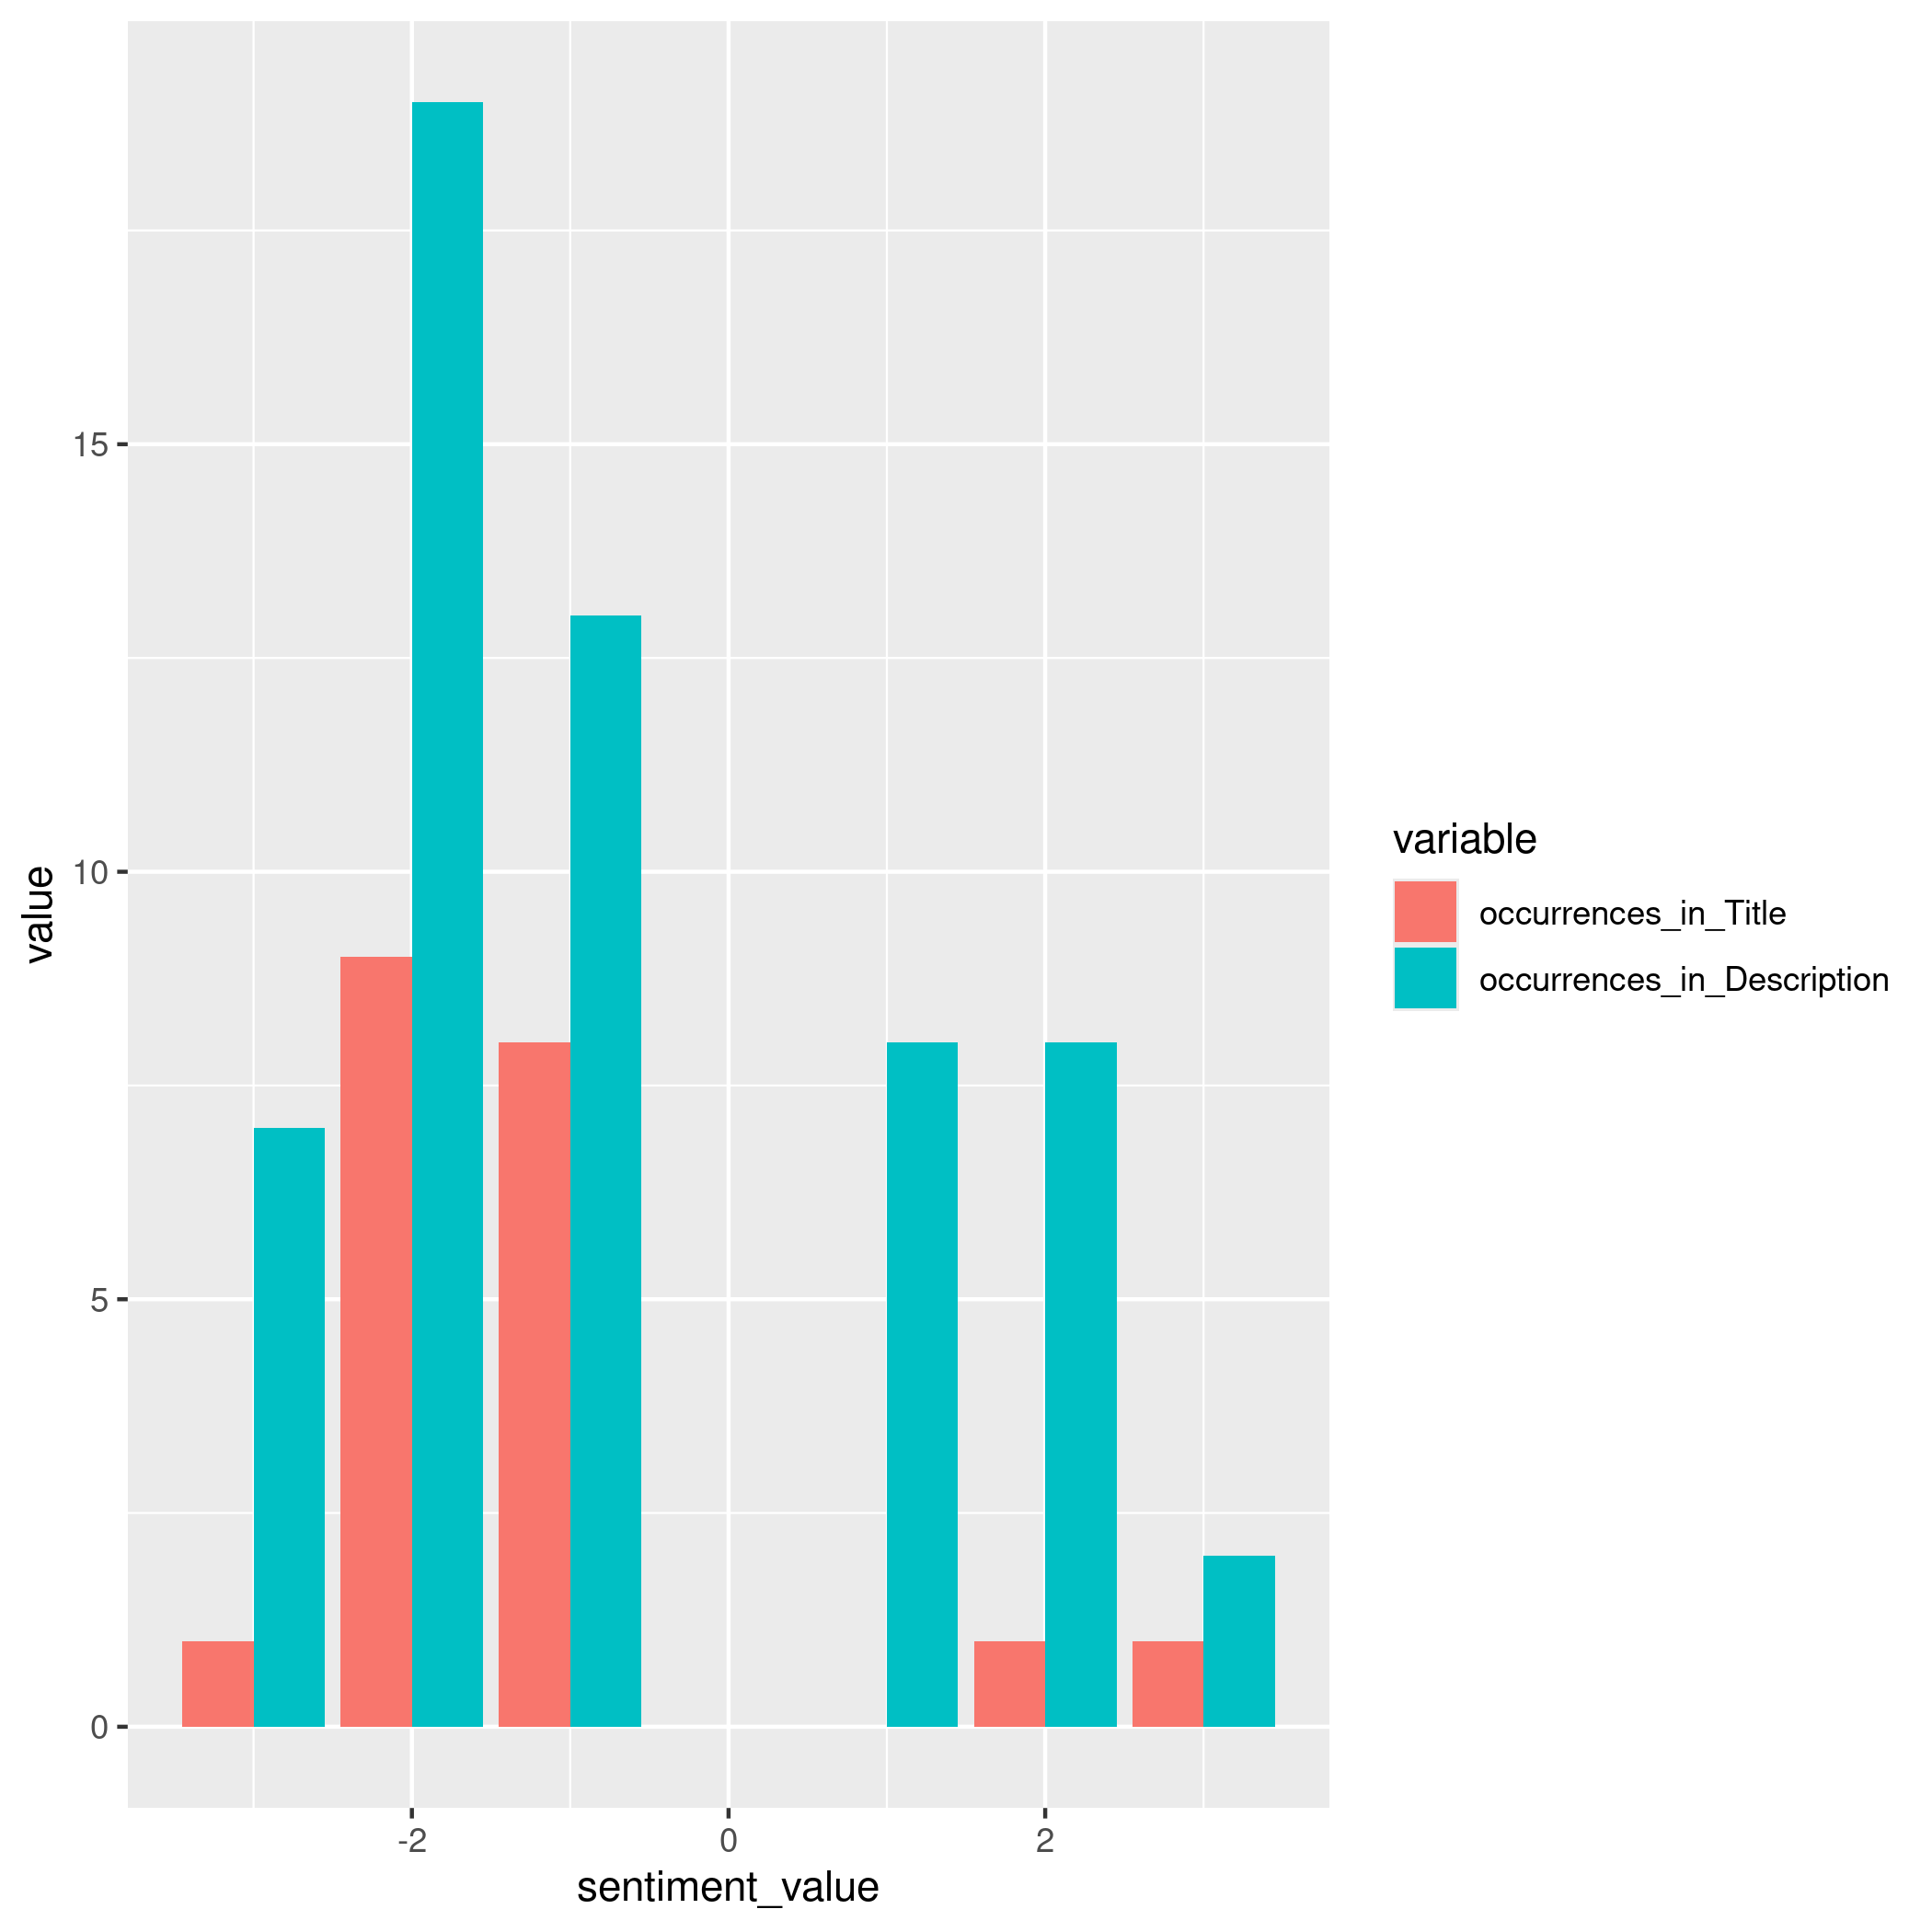 15
10
5
0
value
-2 0 2
sentiment_value
variable
occurrences_in_Title
occurrences_in_Description